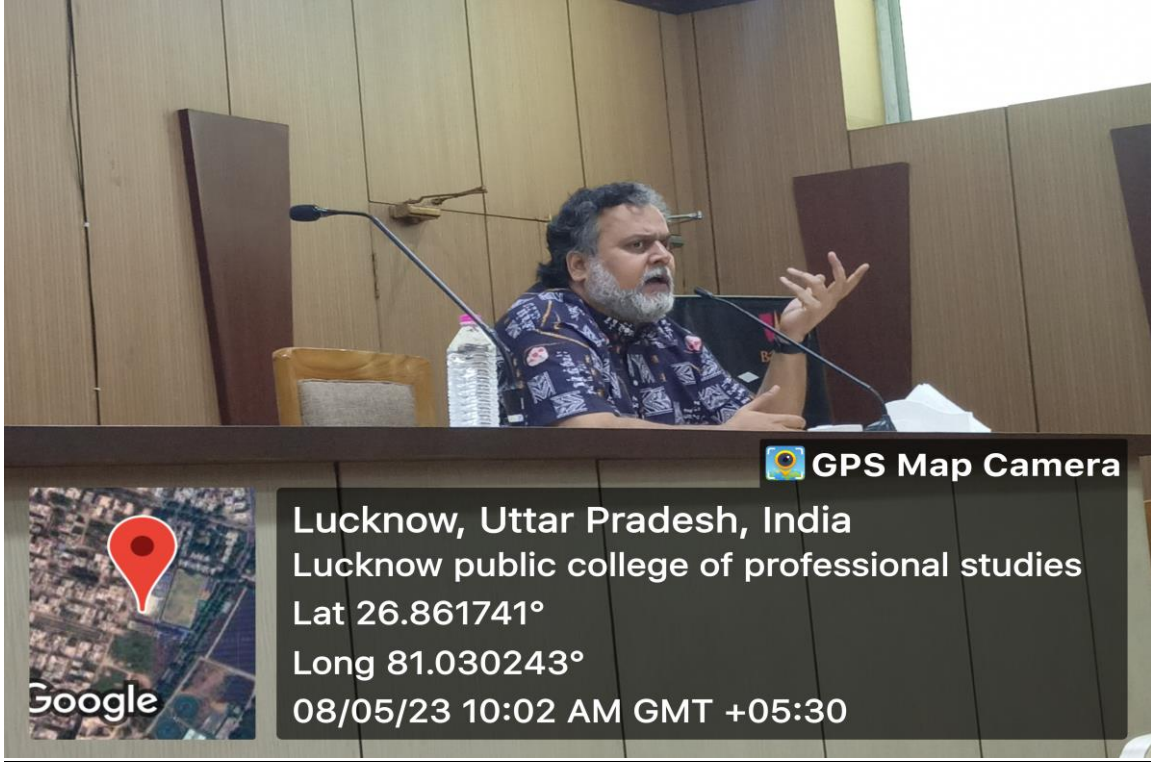 GPS Map Camera
Lucknow, Uttar Pradesh, India
Lucknow public college of professional studies
Lat 26.861741°
Long 81.030243°
08/05/23 10:02 AM GMT +05:30
Google